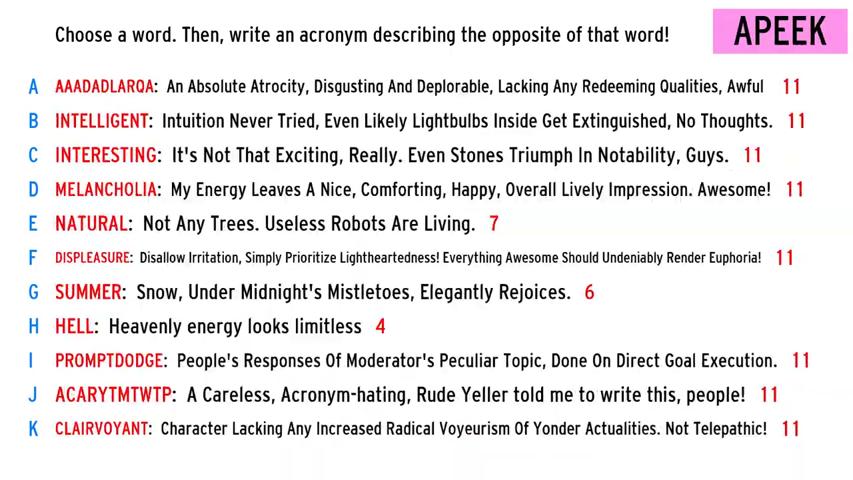 Choose a word. Then, write an acronym describing the opposite of that word!
APEEK
A AAADADLARQA: An Absolute Atrocity, Disgusting And Deplorable, Lacking Any Redeeming Qualities, Awful 11
B INTELLIGENT: Intuition Never Tried, Even Likely Lightbulbs Inside Get Extinguished, No Thoughts. 11
C INTERESTING: It's Not That Exciting, Really. Even Stones Triumph In Notability, Guys. 11
D MELANCHOLIA: My Energy Leaves A Nice, Comforting, Happy, Overall Lively Impression. Awesome! 11
E NATURAL: Not Any Trees. Useless Robots Are Living. 7
F DISPLEASURE: Disallow Irritation, Simply Prioritize Lightheartedness! Everything Awesome Should Undeniably Render Euphoria! 11
G SUMMER: Snow, Under Midnight's Mistletoes, Elegantly Rejoices. 6
H HELL: Heavenly energy looks limitless 4
I PROMPTDODGE: People's Responses Of Moderator's Peculiar Topic, Done On Direct Goal Execution. 11
J ACARYTMTWTP: A Careless, Acronym-hating, Rude Yeller told me to write this, people! 11
K CLAIRVOYANT: Character Lacking Any Increased Radical Voyeurism Of Yonder Actualities. Not Telepathic! 11